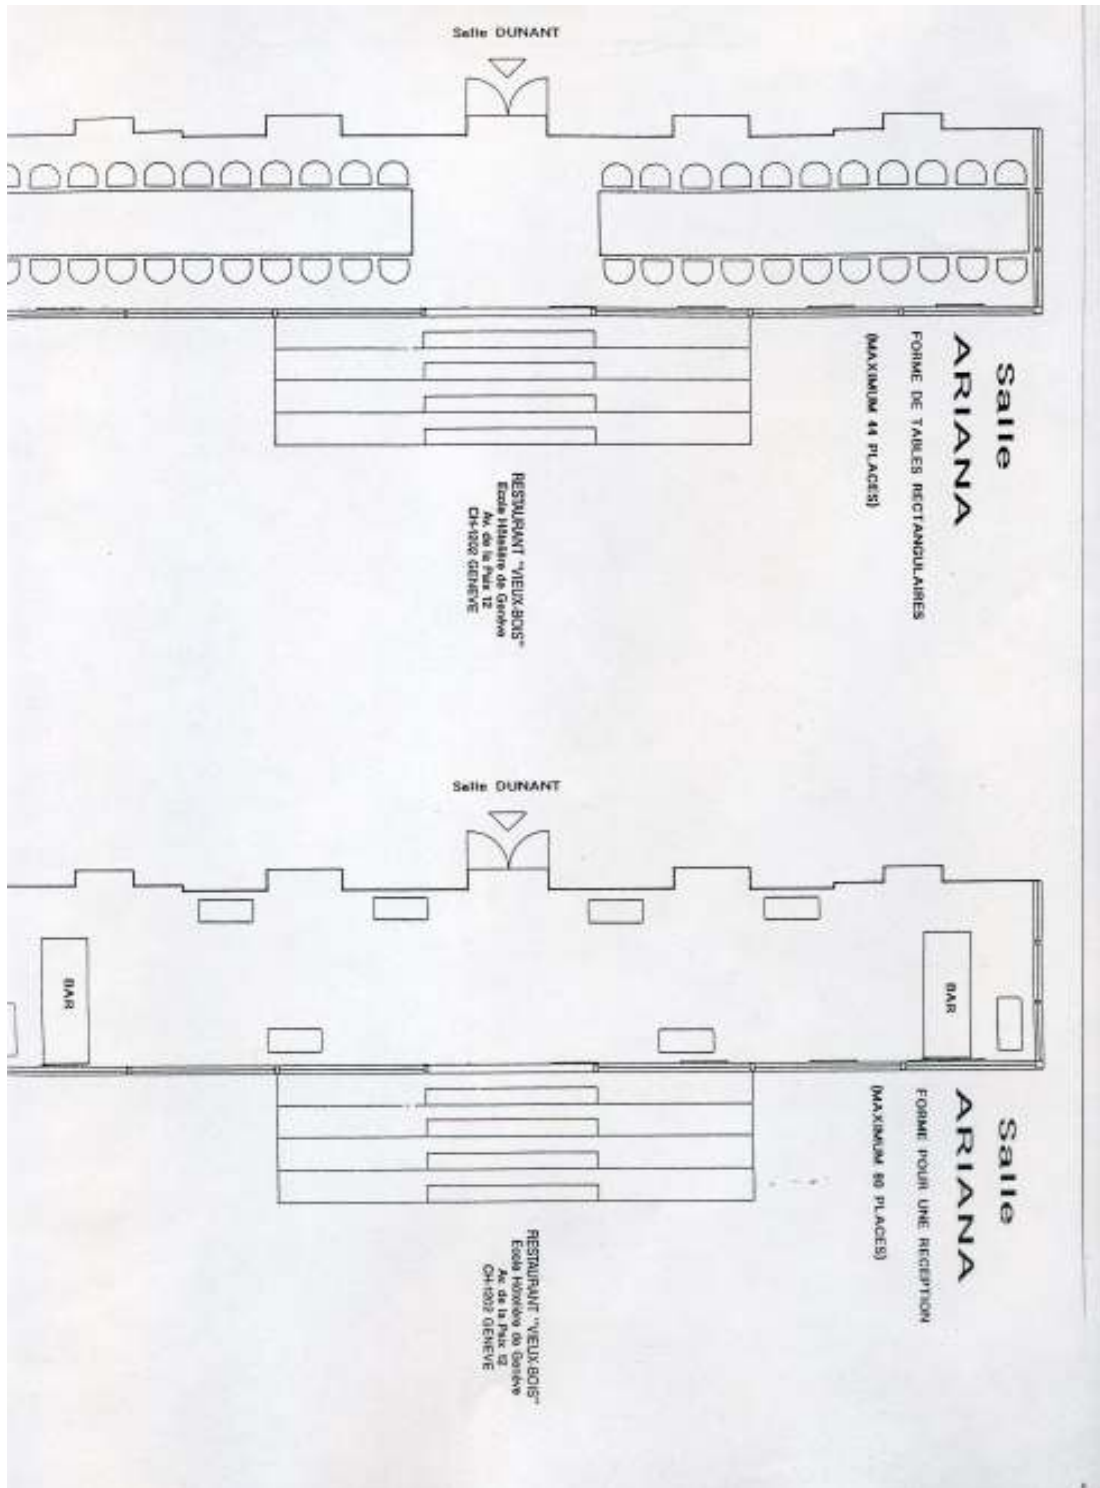 Salle DUNANT
Salle
ARIANA
FORME DE TABLES RECTANGULAIRES
(MAXIMUM 44 PLACES)
RESTAURANT "VIEUX-BOIS"
Ecole Hôtelière de Genève
Av. de la Paix 12
CH-1202 GENEVE
Salle DUNANT
BAR
BAR
Salle
ARIANA
FORME POUR UNE RECEPTION
(MAXIMUM PLACES)
RESTAURANT "VIEUX-BOIS"
Ecole Hôtelière de Genève
Av. de la Paix 12
CH-1202 GENEVE